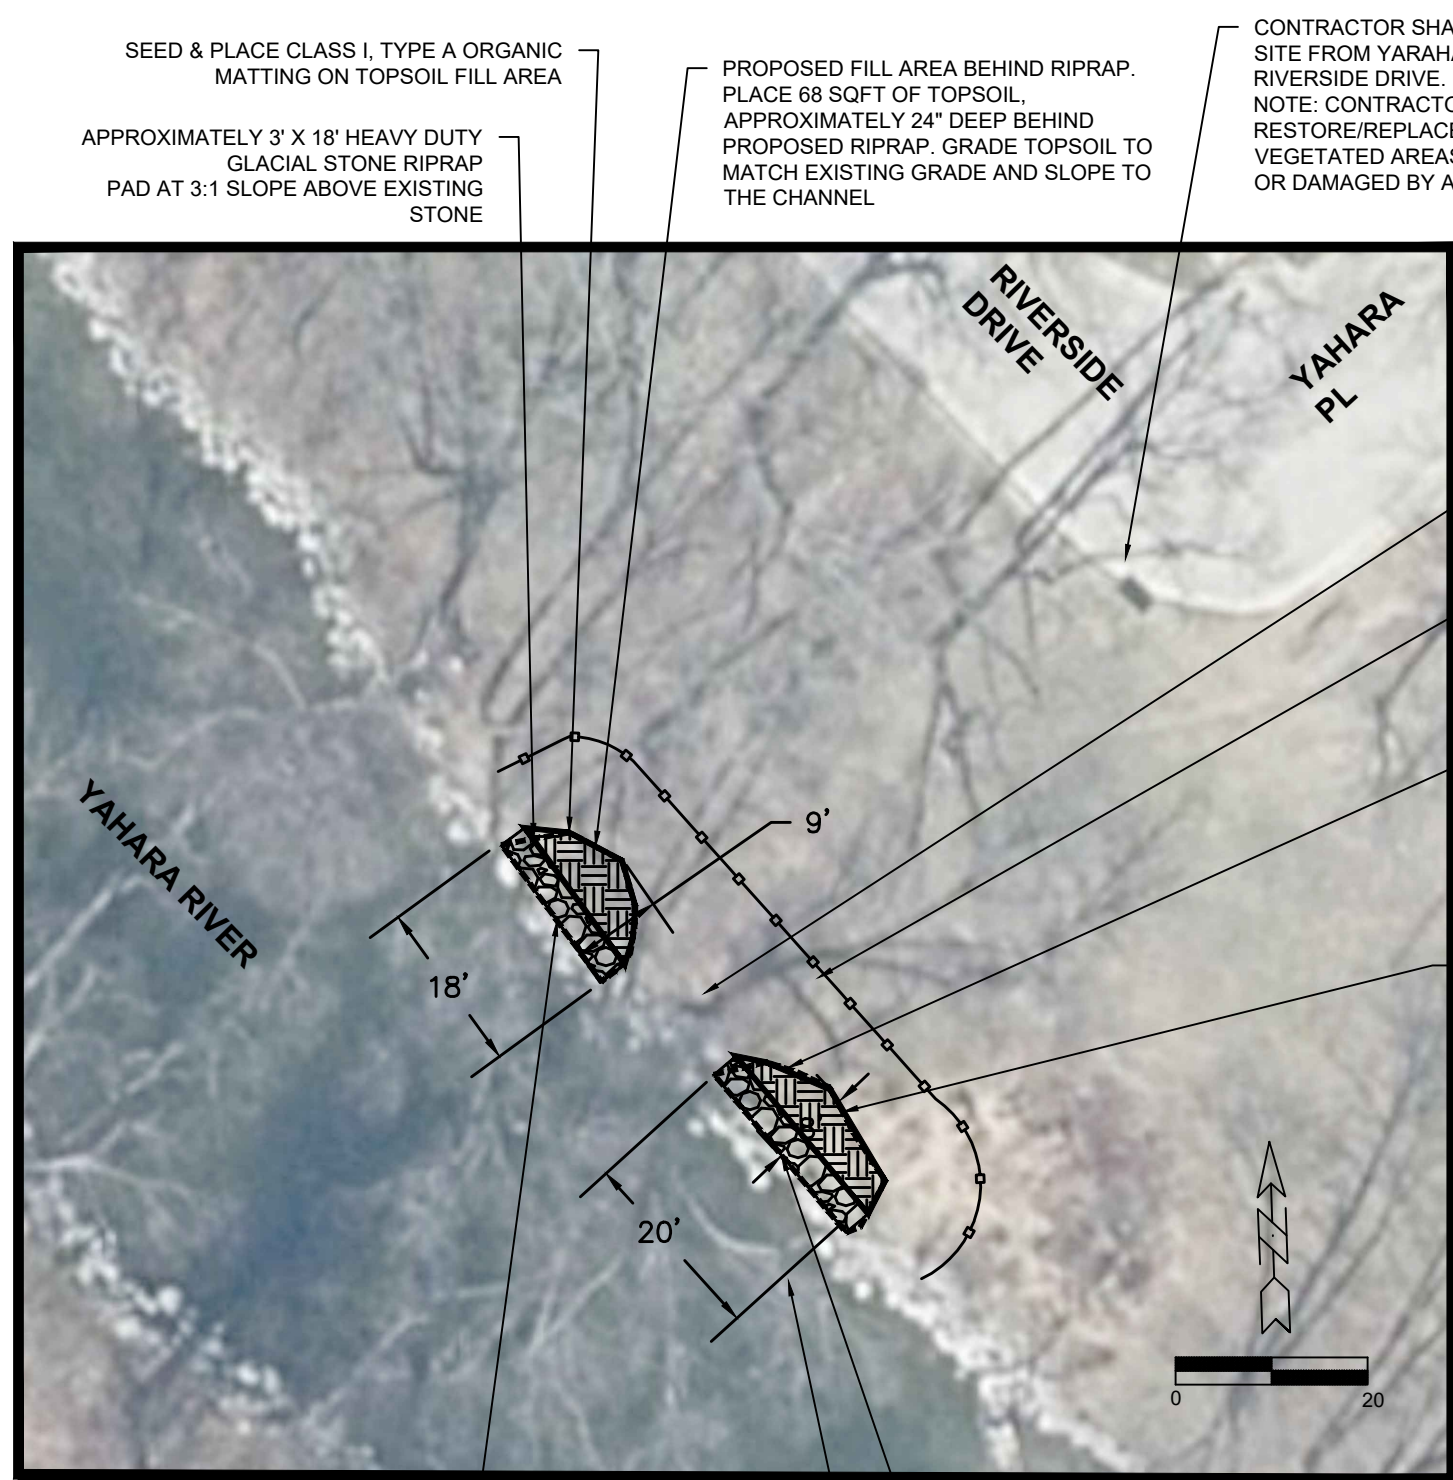 SEED & PLACE CLASS I, TYPE A ORGANIC
MATTING ON TOPSOIL FILL AREA
APPROXIMATELY 3' X 18' HEAVY DUTY
GLACIAL STONE RIPRAP
PAD AT 3:1 SLOPE ABOVE EXISTING
STONE
PROPOSED FILL AREA BEHIND RIPRAP.
PLACE 68 SQFT OF TOPSOIL,
APPROXIMATELY 24" DEEP BEHIND
PROPOSED RIPRAP. GRADE TOPSOIL TO
MATCH EXISTING GRADE AND SLOPE TO
THE CHANNEL
CONTRACTOR SHA
SITE FROM YARAHA
RIVERSIDE DRIVE.
NOTE: CONTRACTO
RESTORE/REPLACE
VEGETATED AREAS
OR DAMAGED BY A
RIVERSIDE
DRIVE
YAHARA
PL
YAHARA RIVER
9'
18'
20'
0 20